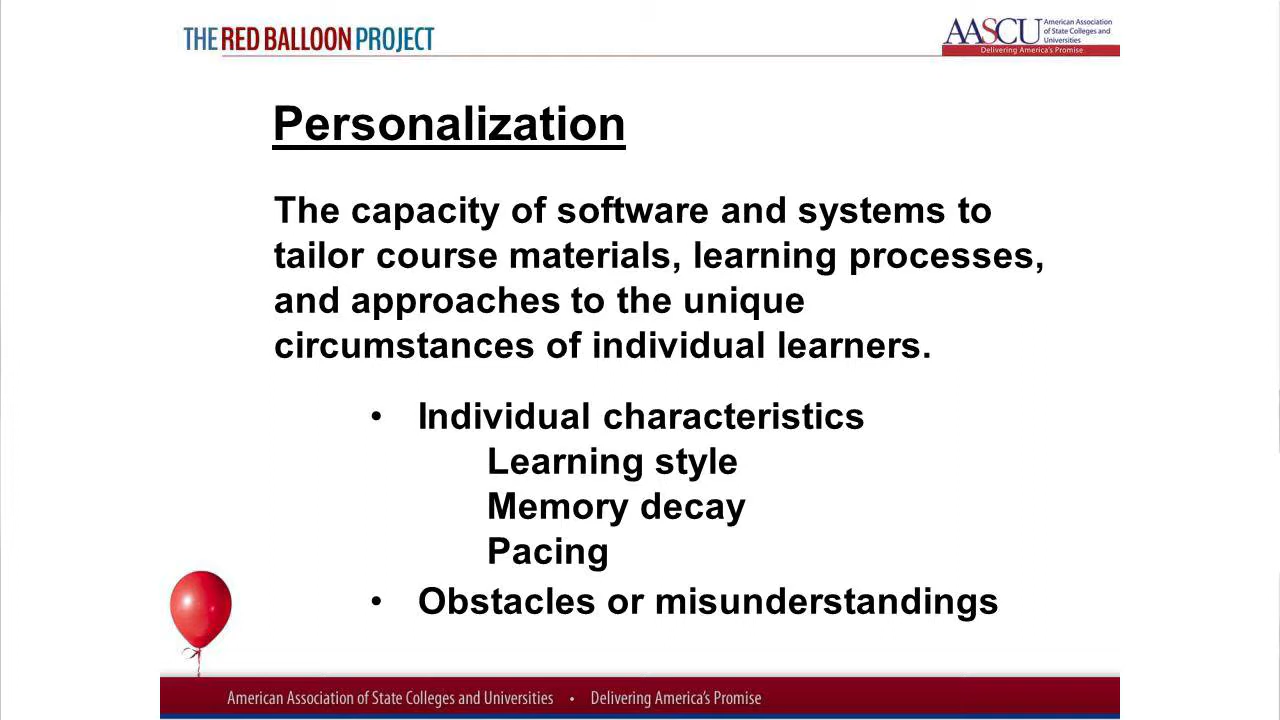 THE RED BALLOON PROJECT
AASCU
American Association
of State Colleges and
Universities
Delivering America's Promise
Personalization
The capacity of software and systems to
tailor course materials, learning processes,
and approaches to the unique
circumstances of individual learners.
• Individual characteristics
Learning style
Memory decay
Pacing
• Obstacles or misunderstandings
American Association of State Colleges and Universities • Delivering America's Promise